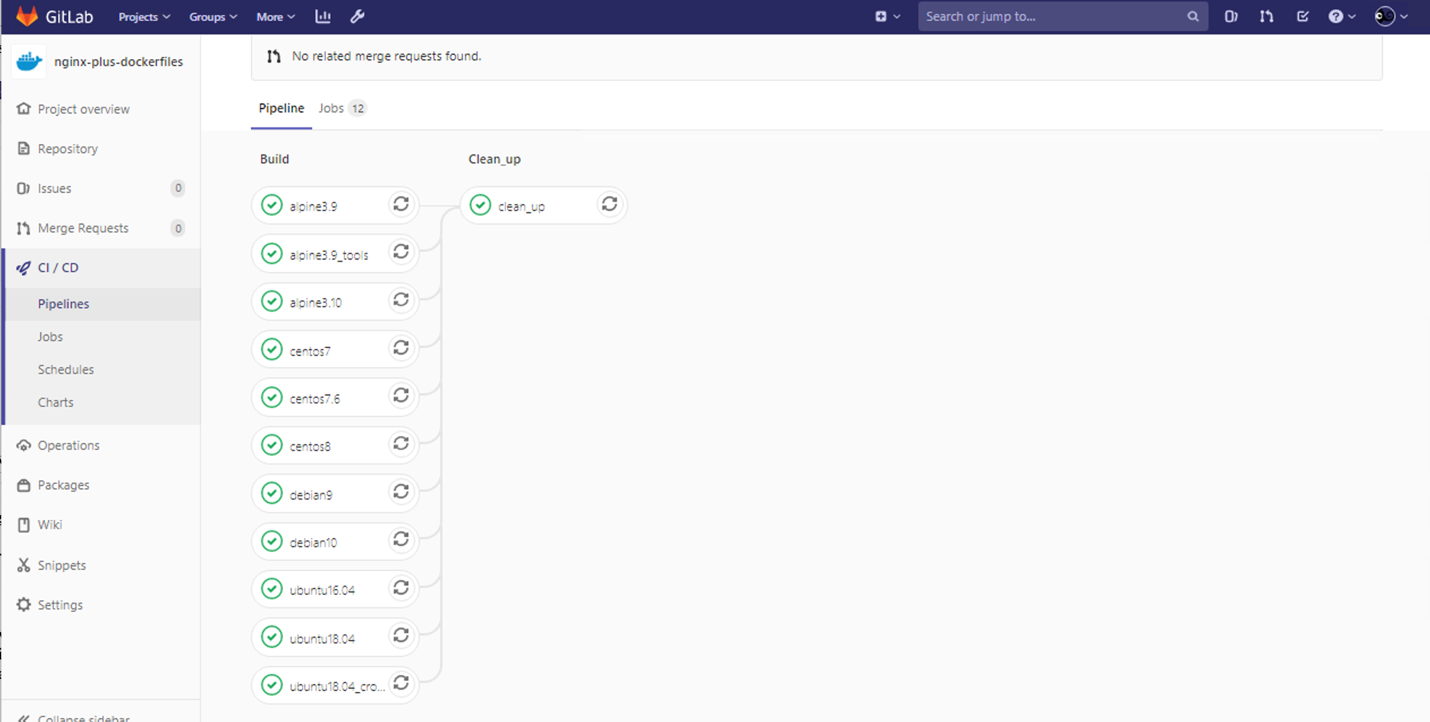 GitLab Projects Groups More Search or jump to...
nginx-plus-dockerfiles
No related merge requests found.
Project overview
Pipeline Jobs 12
Repository
Build Clean_up
Issues 0
alpine3.9 clean_up
Merge Requests 0
alpine3.9_tools
CI / CD
alpine3.10
Pipelines
Jobs
centos7
Schedules
centos7.6
Charts
Operations
centos8
Packages
debian9
Wiki
debian10
Snippets
ubuntu16.04
Settings
ubuntu18.04
ubuntu18.04_cro...
Collapse sidebar